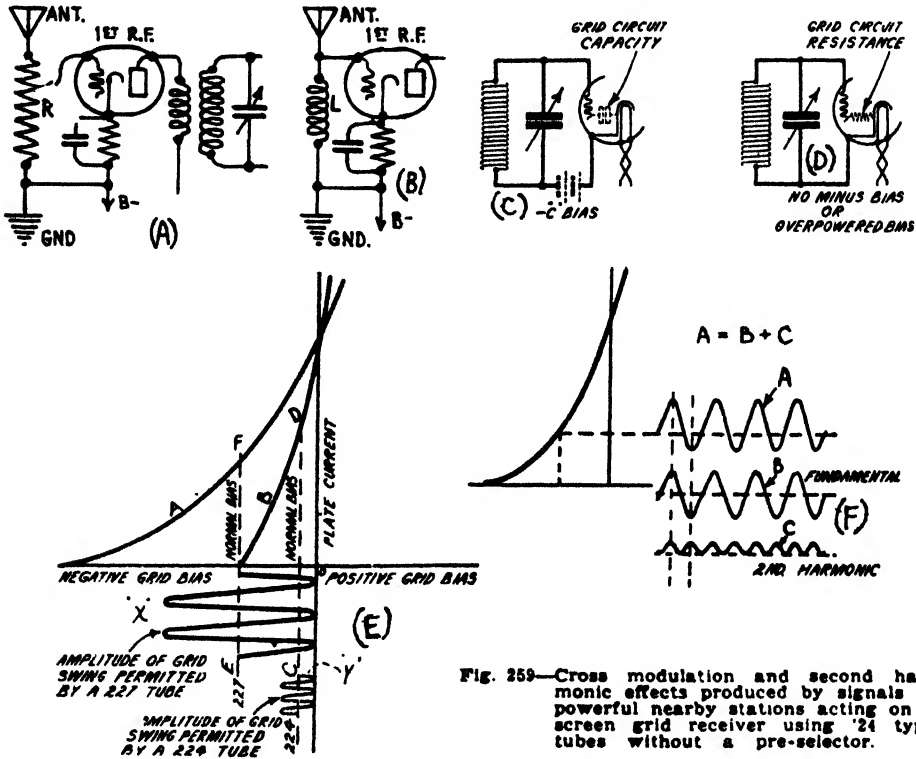 ANT.
1ST R.F.
R
B-
GND
(A)
ANT.
1ST R.F.
L
(B)
B-
GND.
GRID CIRCUIT
CAPACITY
(C)
-"C" BIAS
GRID CIRCUIT
RESISTANCE
(D)
NO MINUS BIAS
OR
OVERPOWERED BIAS
F
D
A
B
NORMAL BIAS
NORMAL BIAS
PLATE CURRENT
NEGATIVE GRID BIAS
O
POSITIVE GRID BIAS
"X"
(E)
AMPLITUDE OF GRID
SWING PERMITTED
BY A 227 TUBE
E
227
G
224
"Y"
AMPLITUDE OF GRID
SWING PERMITTED
BY A 224 TUBE
A = B + C
A
B
FUNDAMENTAL
(F)
C
2ND HARMONIC
Fig. 259—Cross modulation and second ha
monic effects produced by signals
powerful nearby stations acting on
screen grid receiver using '24 typ
tubes without a pre-selector.